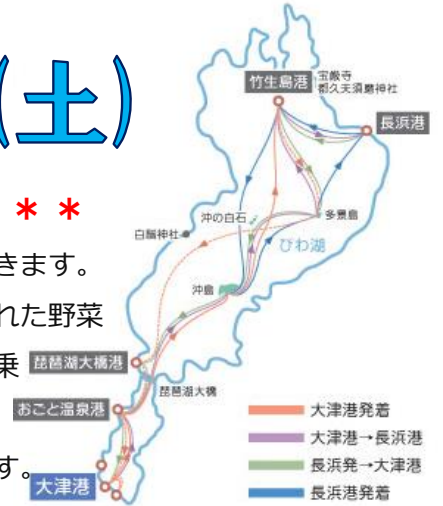 (土)
＊＊
きます。
れた野菜
乗
す。
竹生島港
宝厳寺
都久夫須麻神社
長浜港
沖の白石
多景島
白鬚神社
びわ湖
沖島
琵琶湖大橋港
琵琶湖大橋
おごと温泉港
大津港
大津港発着
大津港→長浜港
長浜発→大津港
長浜港発着